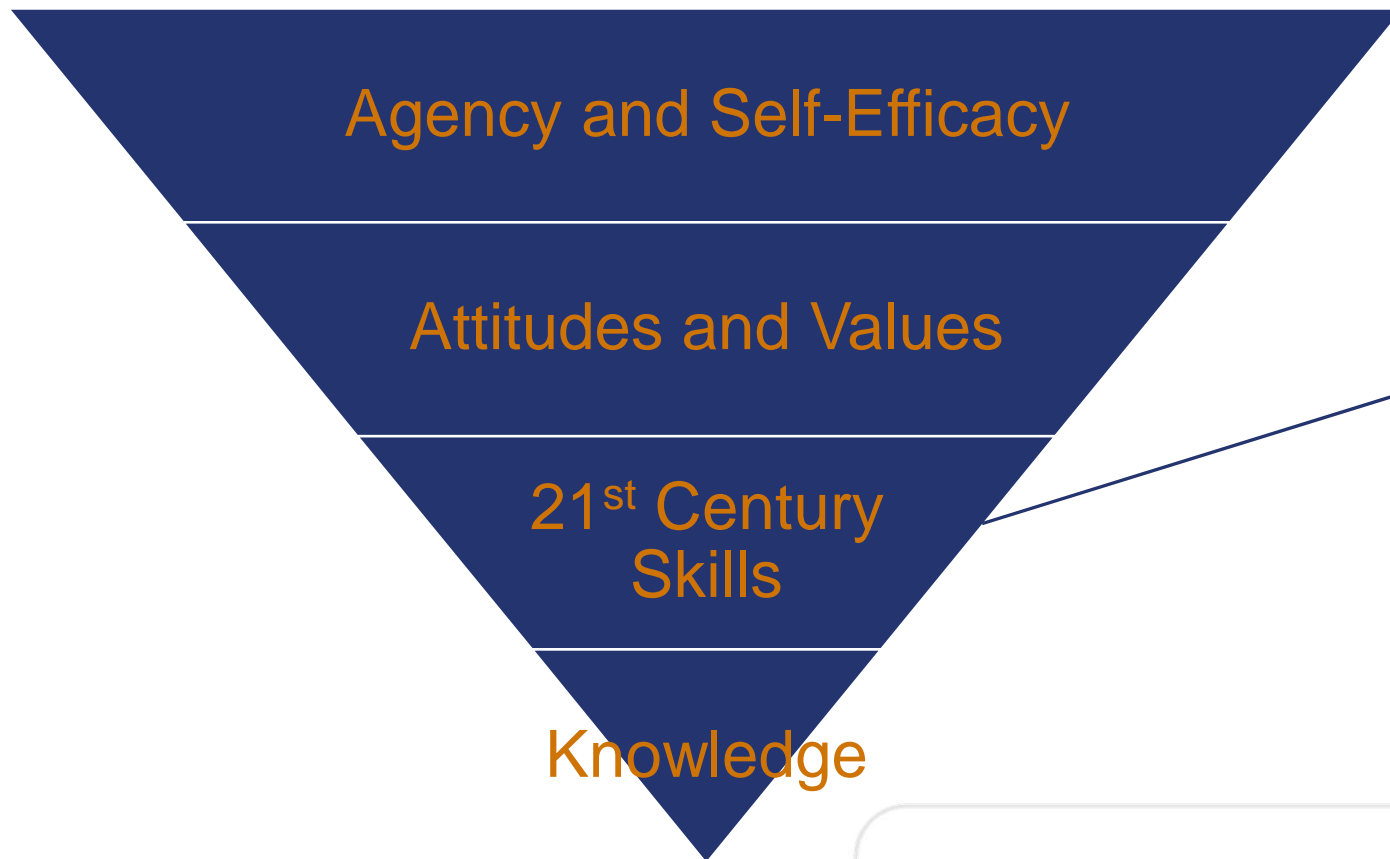 Agency and Self-Efficacy
Attitudes and Values
21st Century
Skills
Knowledge